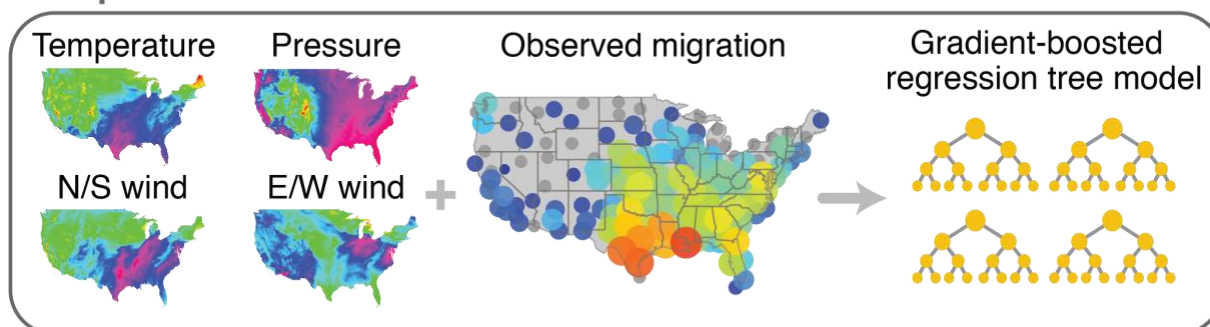 Temperature
Pressure
Observed migration
Gradient-boosted
regression tree model
N/S wind
E/W wind